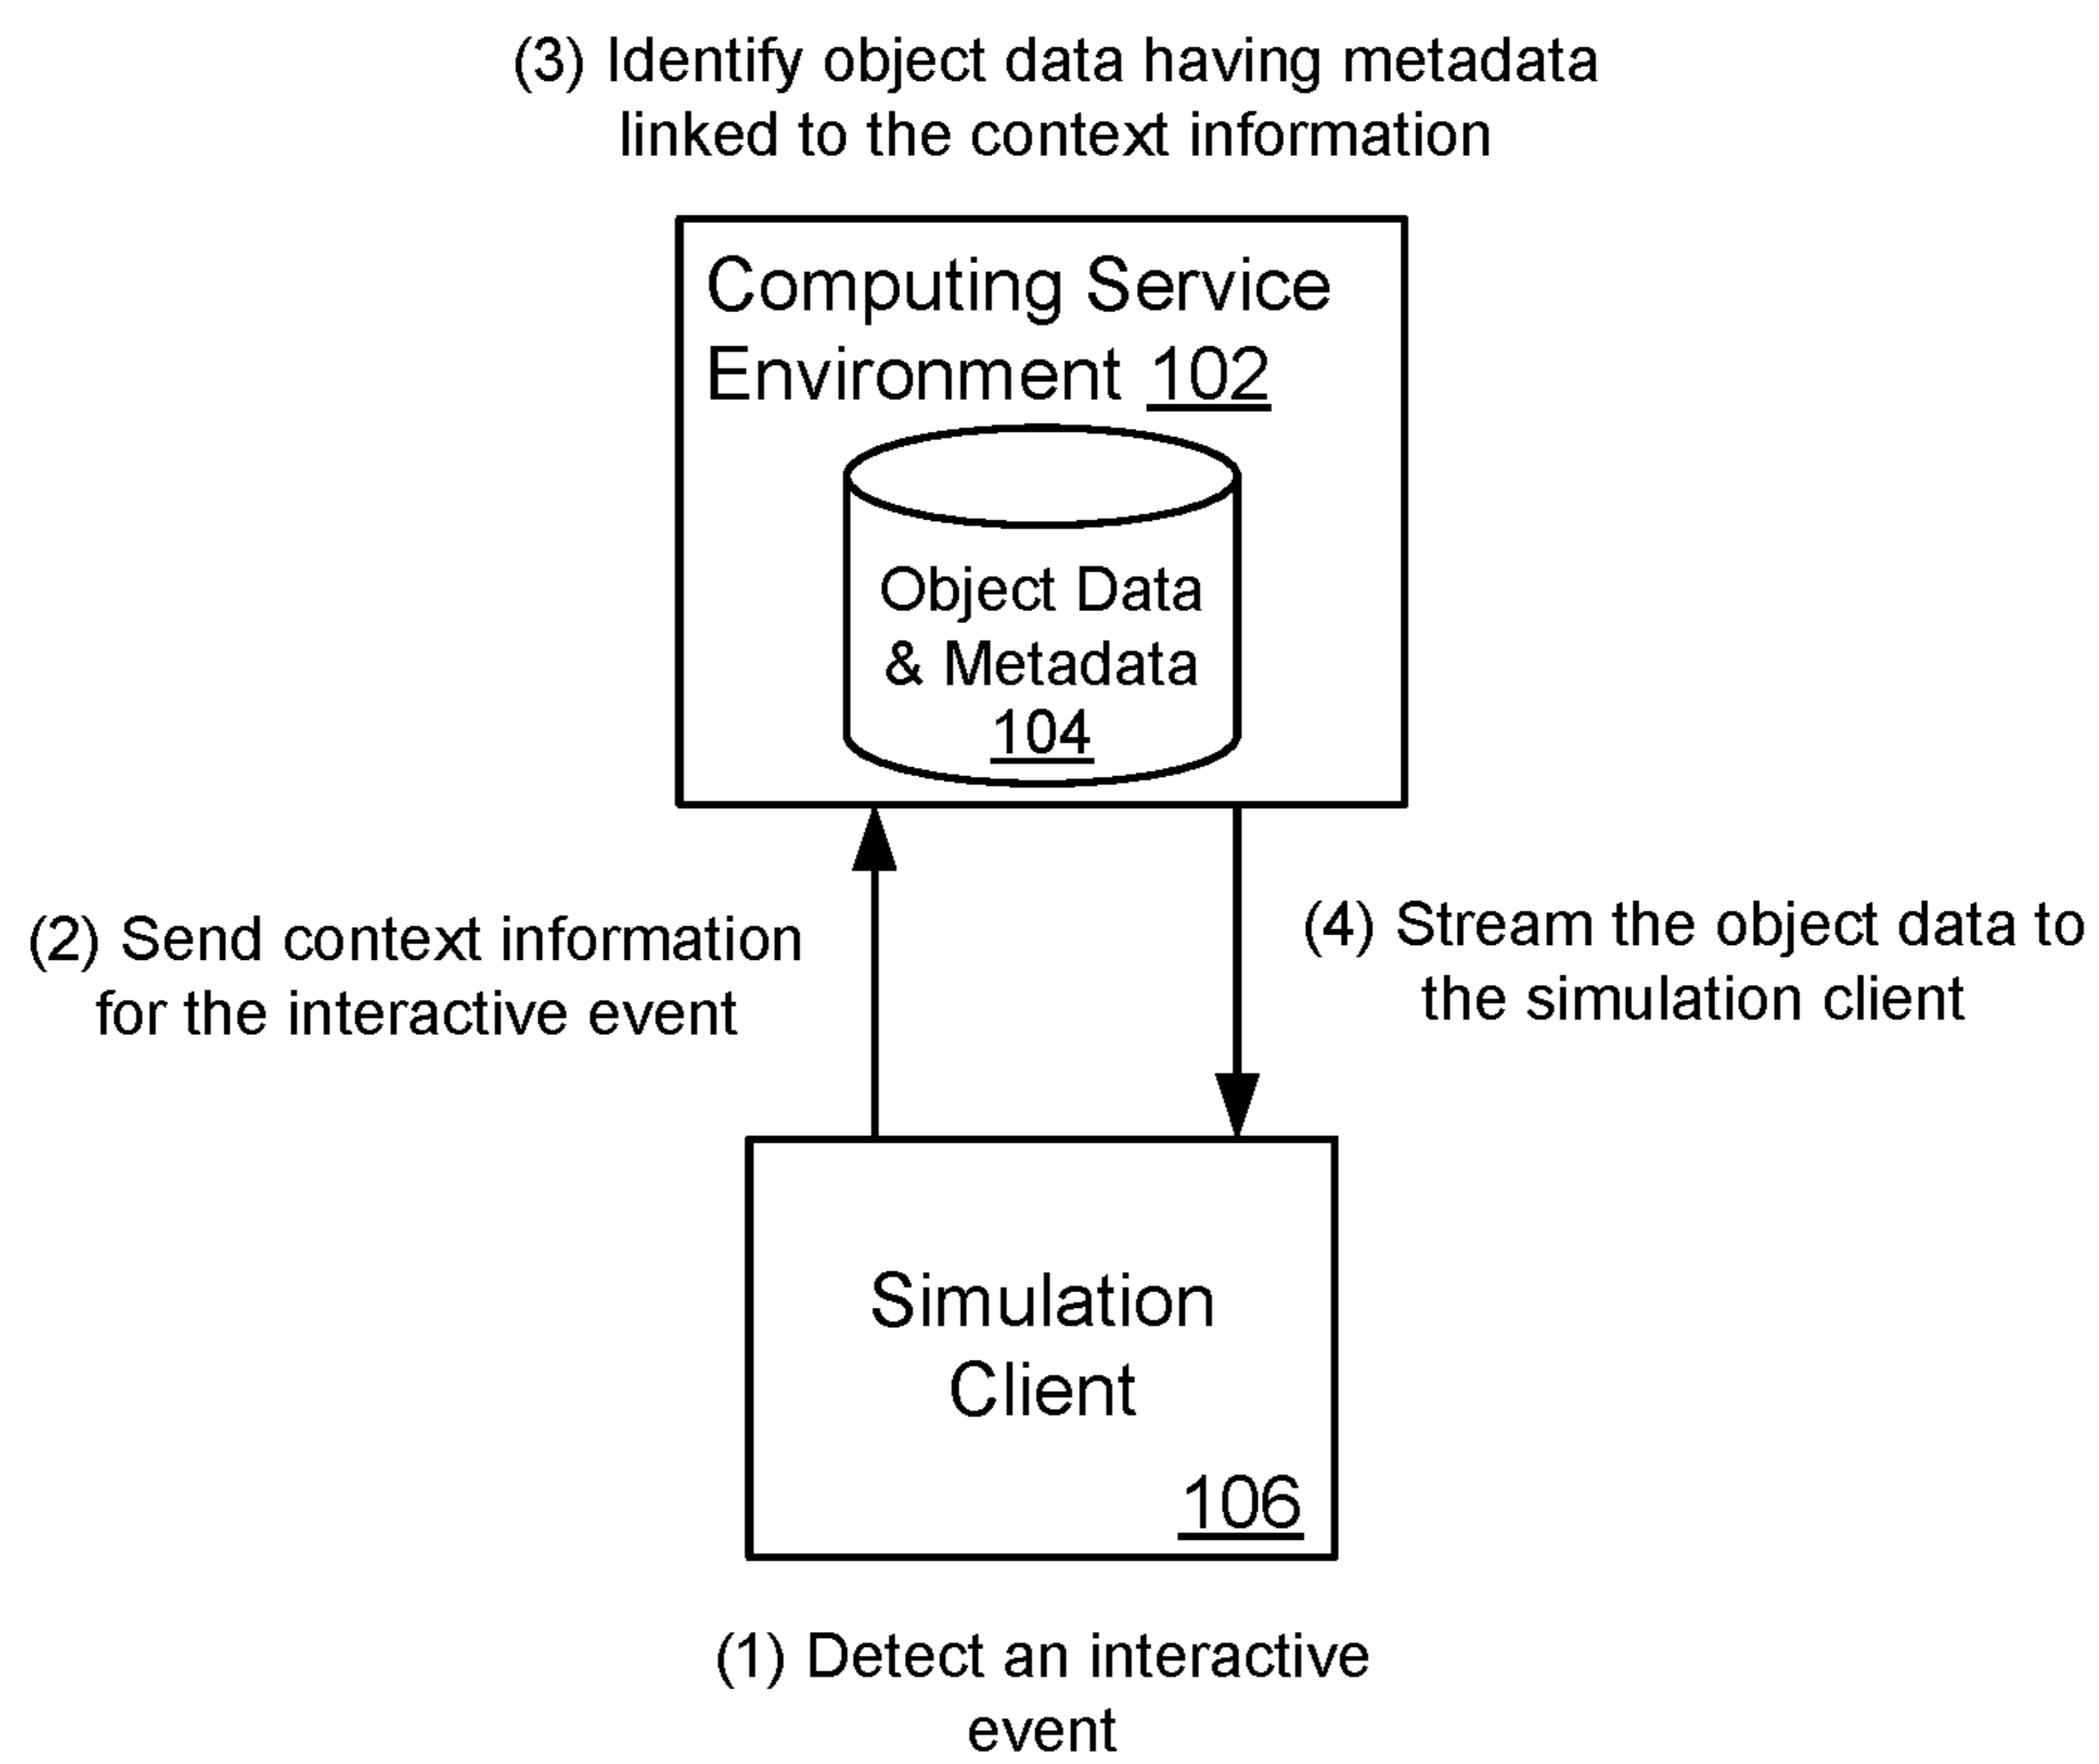 (3) Identify object data having metadata
linked to the context information
Computing Service
Environment 102
Object Data
& Metadata
104
(2) Send context information
for the interactive event
(4) Stream the object data to
the simulation client
Simulation
Client
106
(1) Detect an interactive
event